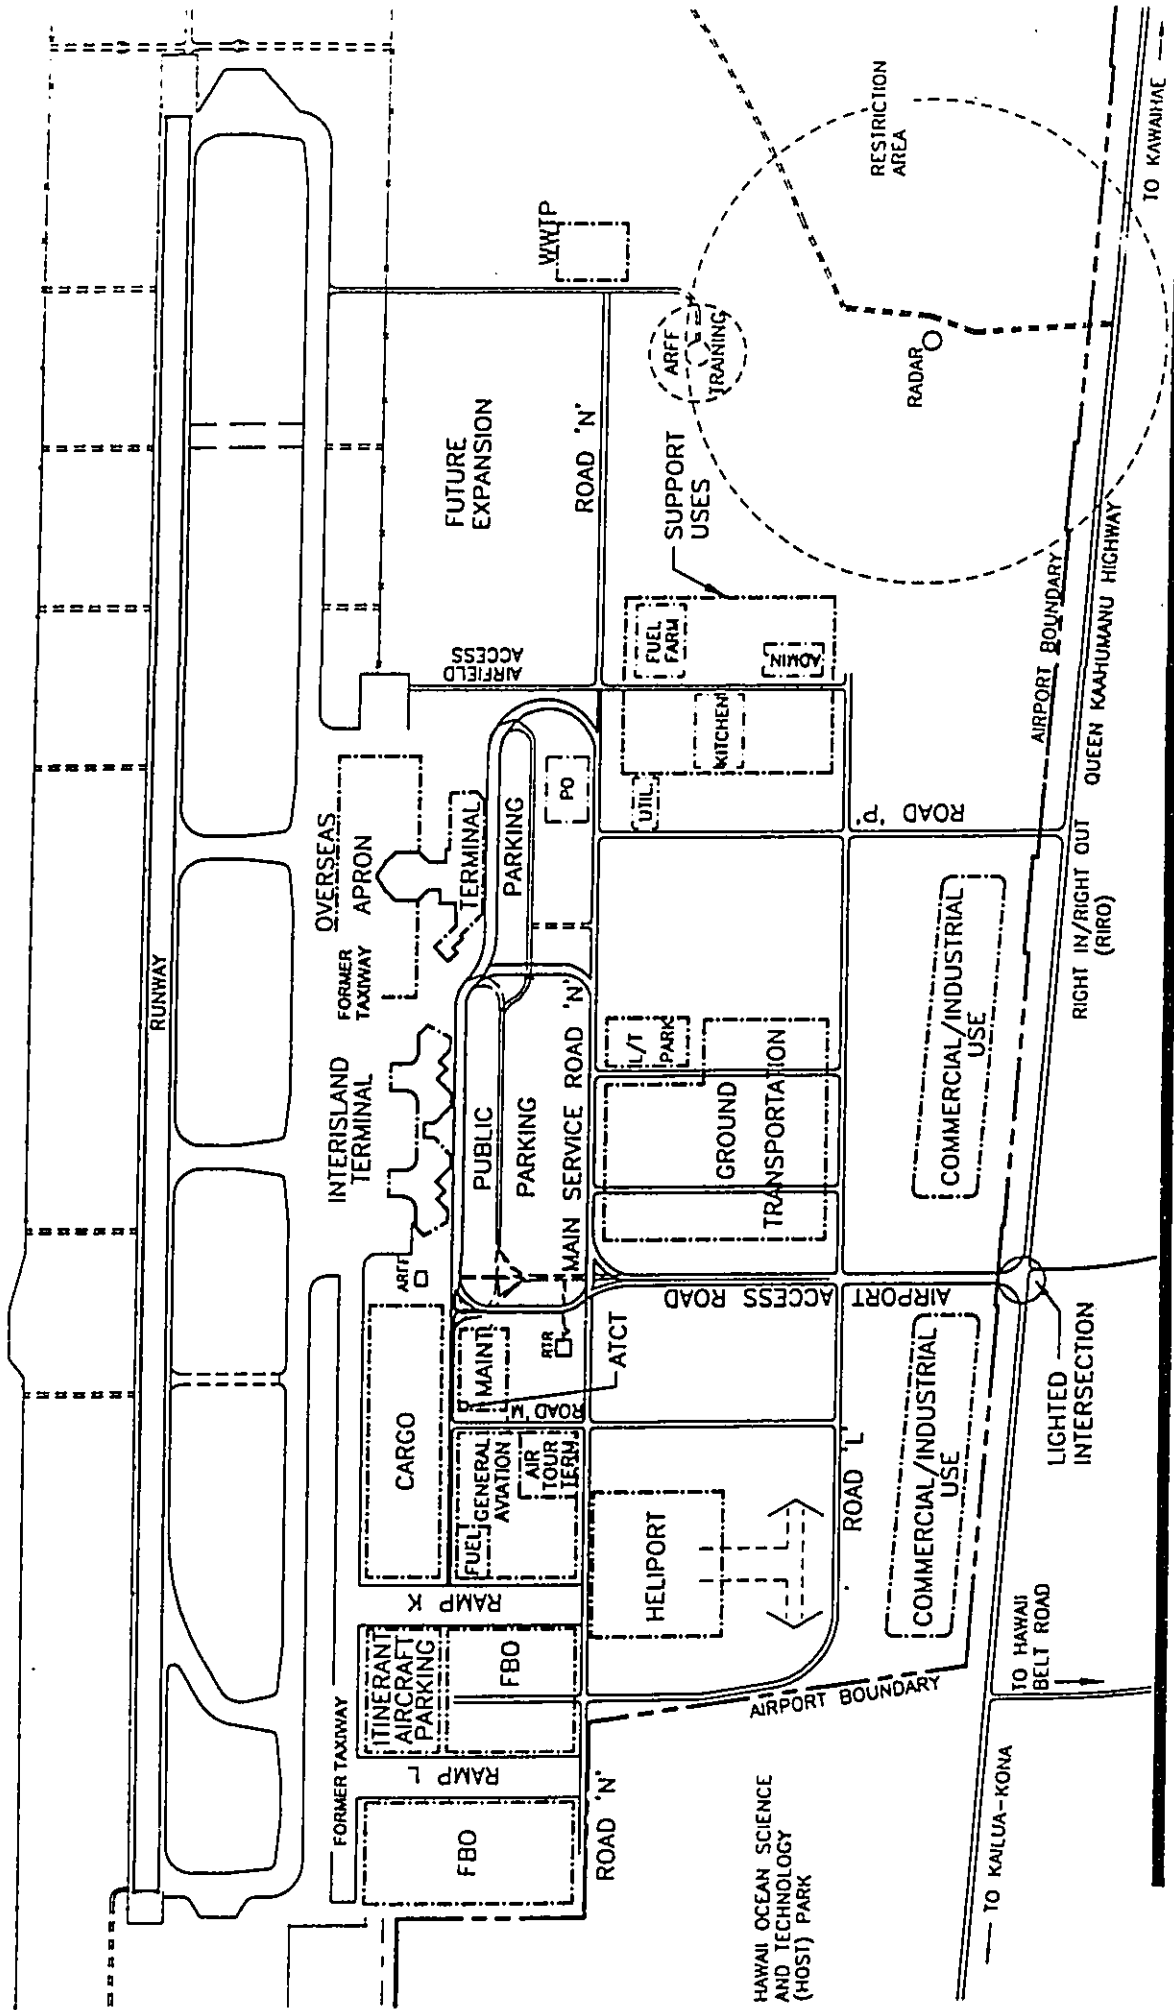 RUNWAY
FORMER TAXIWAY
FORMER
TAXIWAY
INTERISLAND
TERMINAL
OVERSEAS
APRON
TERMINAL
CARGO
ARFF
ITINERANT
AIRCRAFT
PARKING
FBO
FBO
RAMP L
RAMP K
FUEL
GENERAL
AVIATION
AIR
TOUR
TERM
MAINT
ROAD 'M'
RTR
ATCT
PUBLIC
PARKING
PARKING
PO
AIRFIELD
ACCESS
FUTURE
EXPANSION
WWTP
ROAD 'N'
MAIN SERVICE ROAD 'N'
ROAD 'N'
HELIPORT
GROUND
TRANSPORTATION
L/T
PARK
UTIL
KITCHEN
FUEL
FARM
ADMIN
SUPPORT
USES
ARFF
TRAINING
RADAR
RESTRICTION
AREA
ROAD 'L'
AIRPORT ACCESS ROAD
ROAD 'P'
COMMERCIAL/INDUSTRIAL
USE
COMMERCIAL/INDUSTRIAL
USE
AIRPORT BOUNDARY
AIRPORT BOUNDARY
HAWAII OCEAN SCIENCE
AND TECHNOLOGY
(HOST) PARK
TO KAILUA-KONA
TO HAWAII
BELT ROAD
LIGHTED
INTERSECTION
RIGHT IN/RIGHT OUT
(RIRO)
QUEEN KAAHUMANU HIGHWAY
TO KAWAIHAE